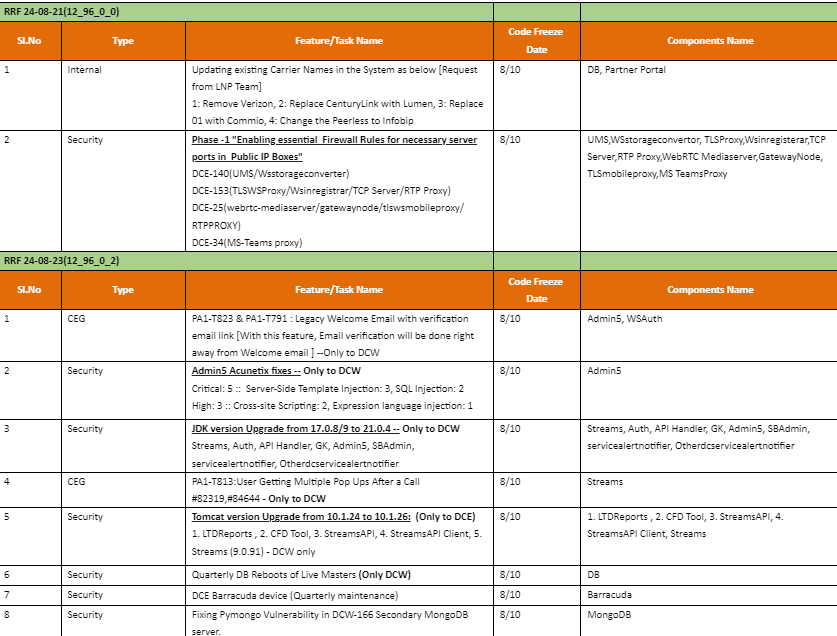 RRF 24-08-21(12_96_0_0)
Sl.No Type Feature/Task Name Code Freeze Date Components Name
1 Internal Updating existing Carrier Names in the System as below [Request 8/10 DB, Partner Portal
from LNP Team]
1: Remove Verizon, 2: Replace CenturyLink with Lumen, 3: Replace
01 with Commio, 4: Change the Peerless to Infobip
2 Security Phase -1 "Enabling essential Firewall Rules for necessary server 8/10 UMS,WSstorageconvertor, TLSProxy,Wsinregisterar,TCP
ports in Public IP Boxes" Server,RTP Proxy,WebRTC Mediaserver,GatewayNode,
DCE-140(UMS/Wsstorageconverter) TLSmobileproxy,MS TeamsProxy
DCE-153(TLSWSProxy/Wsinregistrar/TCP Server/RTP Proxy)
DCE-25(webrtc-mediaserver/gatewaynode/tlswsmobileproxy/
RTPPROXY)
DCE-34(MS-Teams proxy)
RRF 24-08-23(12_96_0_2)
Sl.No Type Feature/Task Name Code Freeze Date Components Name
1 CEG PA1-T823 & PA1-T791 : Legacy Welcome Email with verification 8/10 Admin5, WSAuth
email link [With this feature, Email verification will be done right
away from Welcome email ] --Only to DCW
2 Security Admin5 Acunetix fixes -- Only to DCW 8/10 Admin5
Critical: 5 :: Server-Side Template Injection: 3, SQL Injection: 2
High: 3 :: Cross-site Scripting: 2, Expression language injection: 1
3 Security JDK version Upgrade from 17.0.8/9 to 21.0.4 -- Only to DCW 8/10 Streams, Auth, API Handler, GK, Admin5, SBAdmin,
Streams, Auth, API Handler, GK, Admin5, SBAdmin, servicealertnotifier, Otherdcservicealertnotifier
servicealertnotifier, Otherdcservicealertnotifier
4 CEG PA1-T813:User Getting Multiple Pop Ups After a Call 8/10 Streams
#82319,#84644 - Only to DCW
5 Security Tomcat version Upgrade from 10.1.24 to 10.1.26: (Only to DCE) 8/10 1. LTDReports , 2. CFD Tool, 3. StreamsAPI, 4.
1. LTDReports , 2. CFD Tool, 3. StreamsAPI, 4. StreamsAPI Client, 5. StreamsAPI Client, Streams
Streams (9.0.91) - DCW only
6 Security Quarterly DB Reboots of Live Masters (Only DCW) 8/10 DB
7 Security DCE Barracuda device (Quarterly maintenance) 8/10 Barracuda
8 Security Fixing Pymongo Vulnerability in DCW-166 Secondary MongoDB 8/10 MongoDB
server.